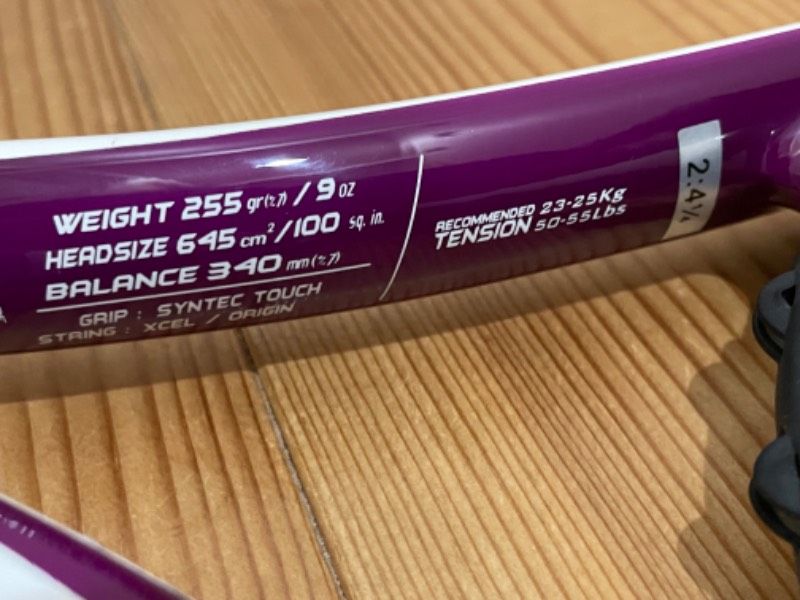 WEIGHT 255 gr(±7) / 9 oz
HEADSIZE 645 cm²/100 sq. in.
BALANCE 340 mm(±7)
GRIP : SYNTEC TOUCH
STRING : XCEL / ORIGIN
RECOMMENDED 23-25Kg
TENSION 50-55Lbs
2:4¼